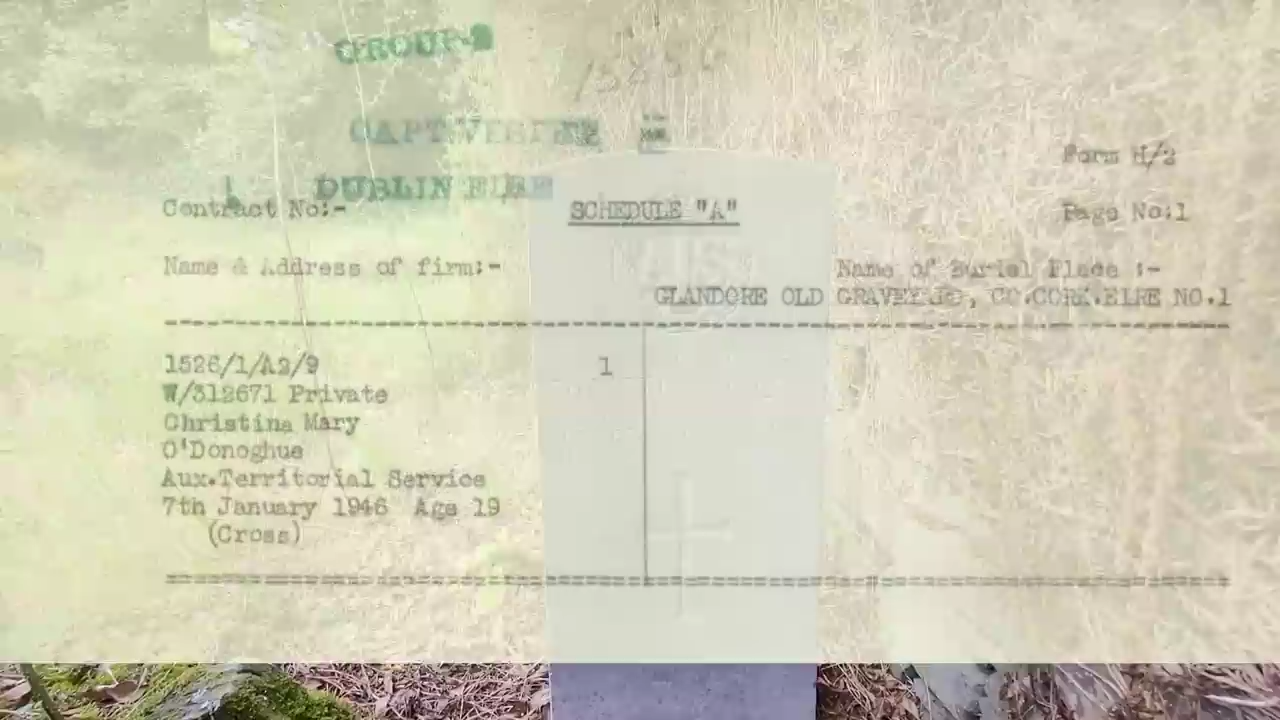 GROUP
DUBLIN EIRE
Form H/2
Contract No:-
SCHEDULE "A"
Page No:1
Name & Address of firm:-
Name of Burial Place :-
GLANDORE OLD GRAVEYARD, CO.CORK.EIRE NO.1
1526/1/A2/9
1
W/312671 Private
Christina Mary
O'Donoghue
Aux.Territorial Service
7th January 1946 Age 19
(Cross)